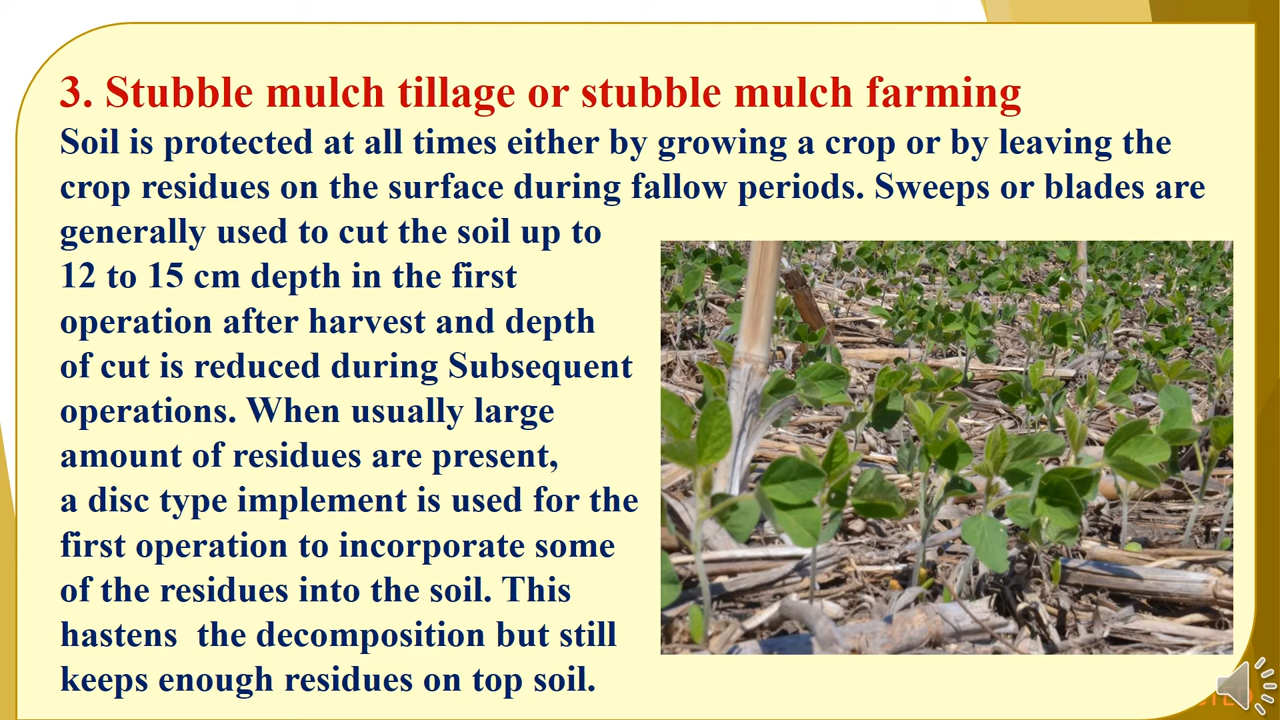 3. Stubble mulch tillage or stubble mulch farming
Soil is protected at all times either by growing a crop or by leaving the
crop residues on the surface during fallow periods. Sweeps or blades are
generally used to cut the soil up to
12 to 15 cm depth in the first
operation after harvest and depth
of cut is reduced during Subsequent
operations. When usually large
amount of residues are present,
a disc type implement is used for the
first operation to incorporate some
of the residues into the soil. This
hastens  the decomposition but still
keeps enough residues on top soil.